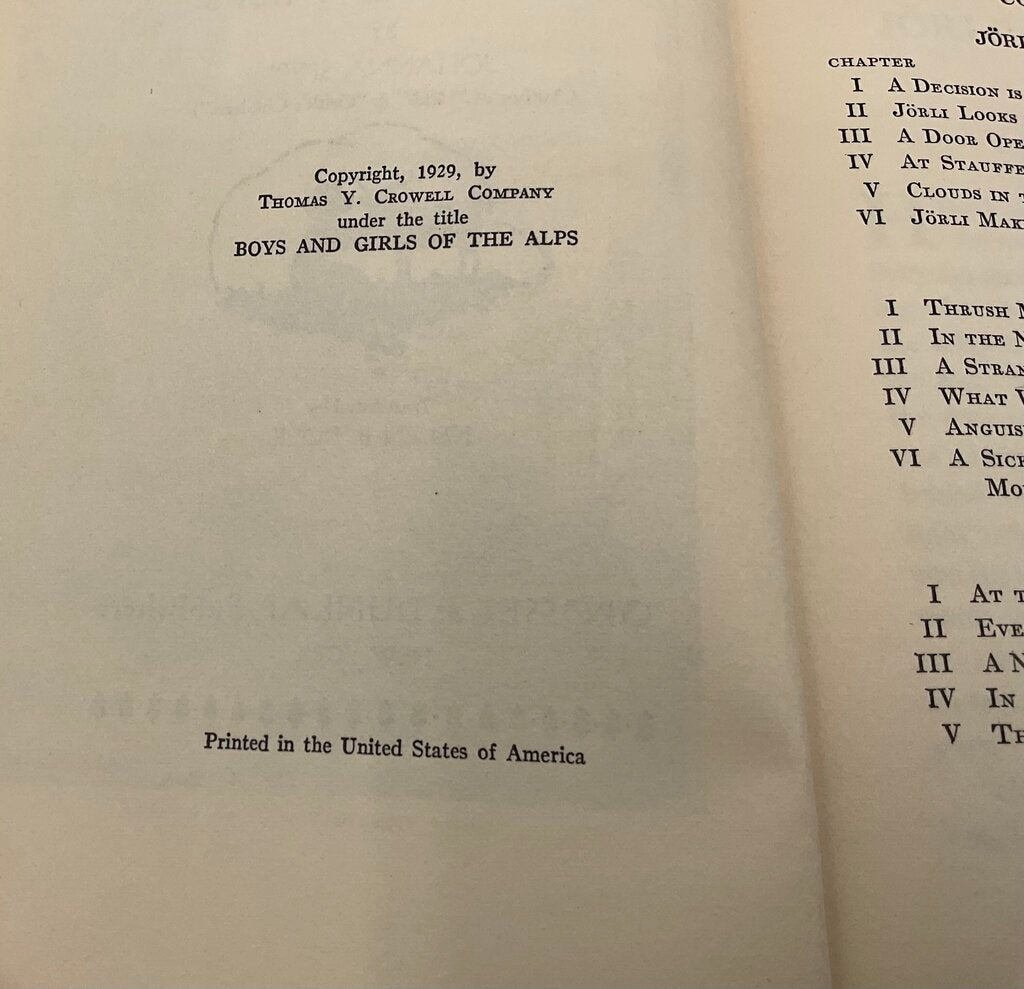 Copyright, 1929, by
THOMAS Y. CROWELL COMPANY
under the title
BOYS AND GIRLS OF THE ALPS
Printed in the United States of America
CHAPTER
I A DECISION IS
II JÖRLI LOOKS
III A DOOR
IV AT
V CLOUDS IN
VI JÖRLI
I THRUSH
II IN THE
III A
IV WHAT
V
VI A
I AT
II
III A
IV IN
V